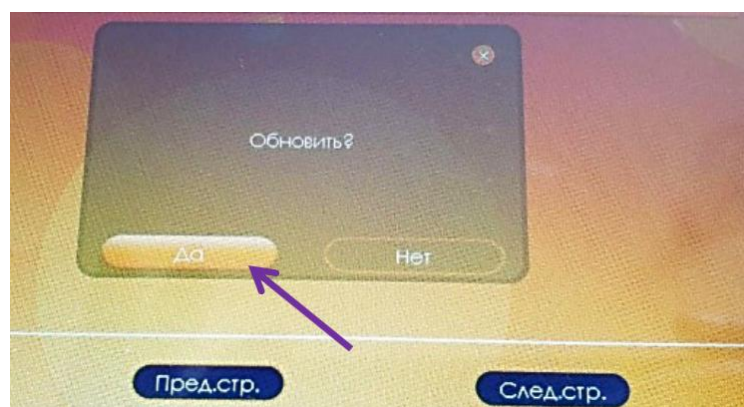 Обновить?
Да
Нет
Пред.стр.
След.стр.